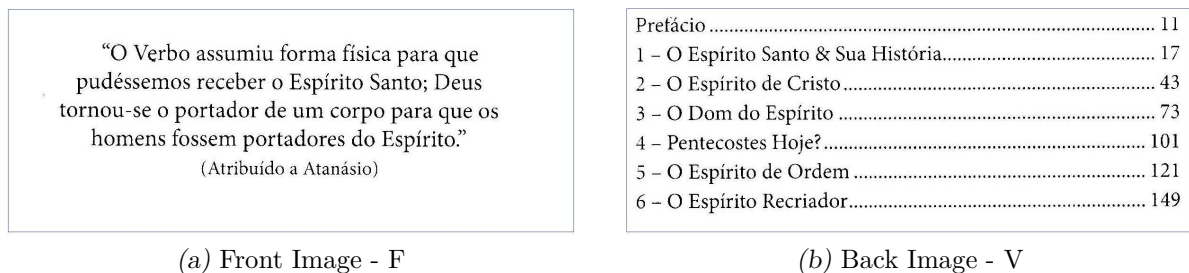 “O Verbo assumiu forma física para que
pudéssemos receber o Espírito Santo; Deus
tornou-se o portador de um corpo para que os
homens fossem portadores do Espírito.”
(Atribuído a Atanásio)
(a) Front Image - F
Prefácio .......... 11
1 – O Espírito Santo & Sua História.......... 17
2 – O Espírito de Cristo.......... 43
3 – O Dom do Espírito .......... 73
4 – Pentecostes Hoje?.......... 101
5 – O Espírito de Ordem .......... 121
6 – O Espírito Recriador.......... 149
(b) Back Image - V